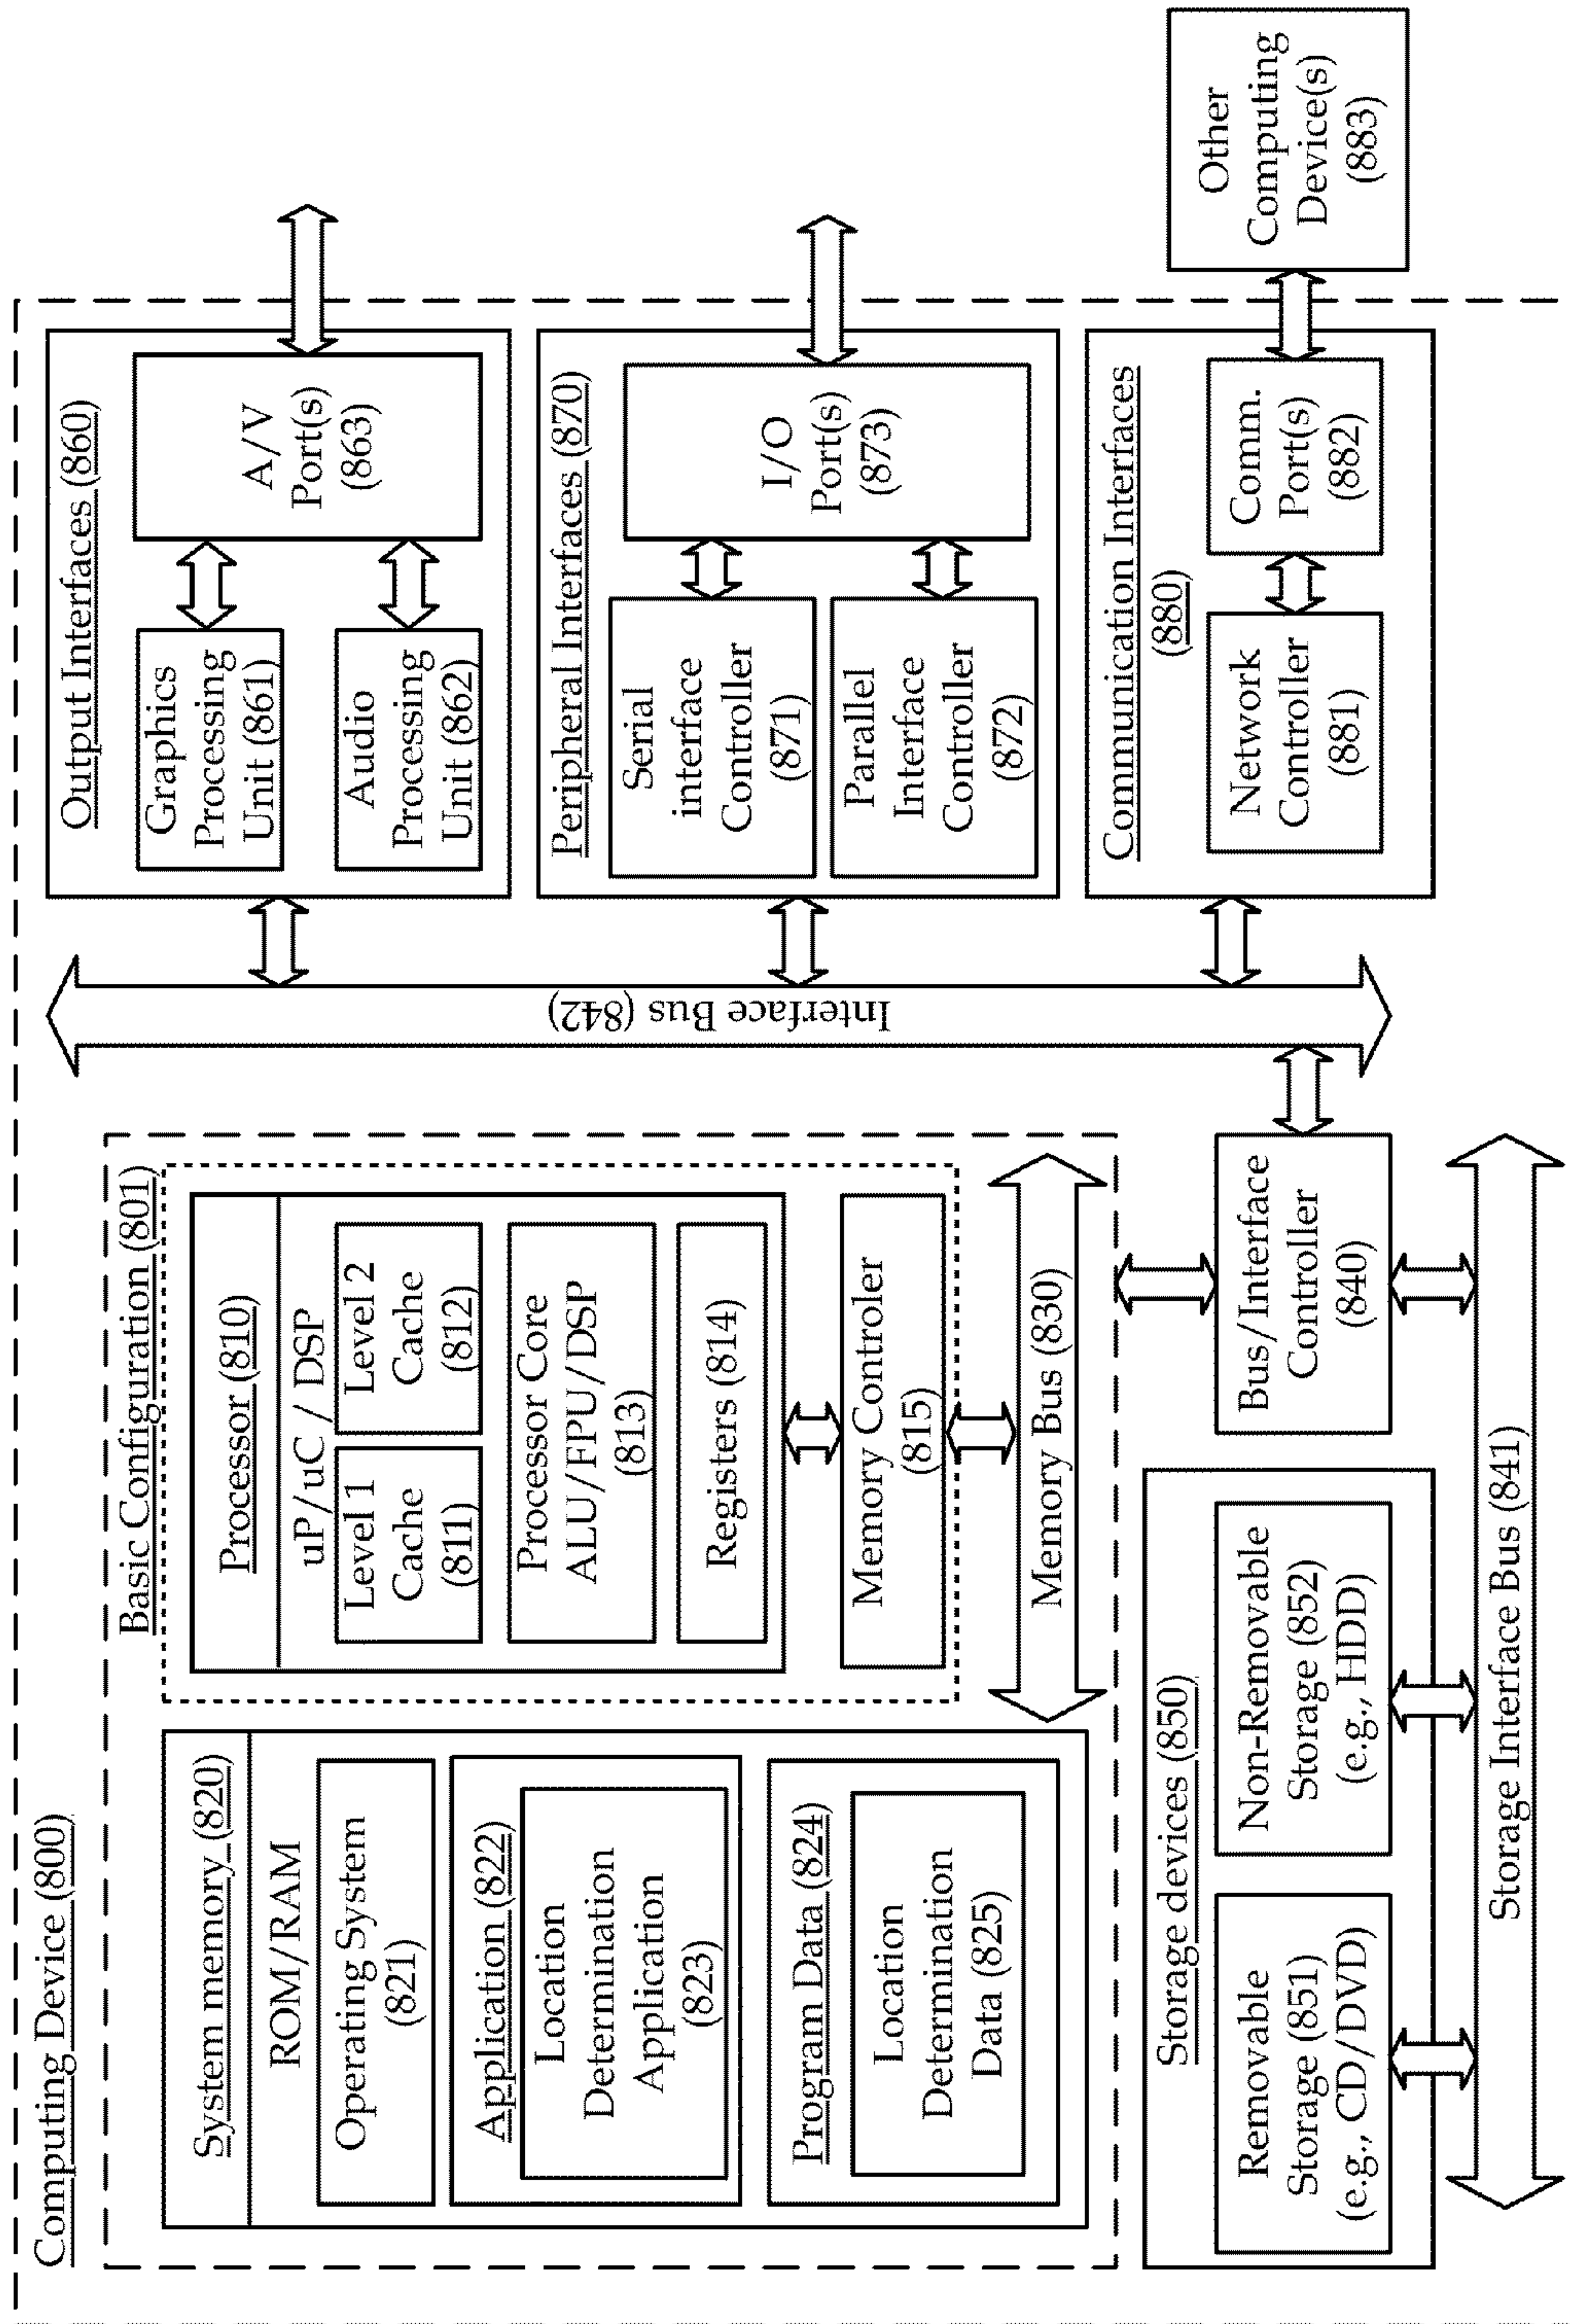 Computing Device (800)
Basic Configuration (801)
System memory (820)
ROM/RAM
Operating System
(821)
Application (822)
Location
Determination
Application
(823)
Program Data (824)
Location
Determination
Data (825)
Processor (810)
uP/uC / DSP
Level 1
Cache
(811)
Level 2
Cache
(812)
Processor Core
ALU/FPU/DSP
(813)
Registers (814)
Memory Controler
(815)
Memory Bus (830)
Storage devices (850)
Removable
Storage (851)
(e.g., CD/DVD)
Non-Removable
Storage (852)
(e.g., HDD)
Bus/Interface
Controller
(840)
Storage Interface Bus (841)
Interface Bus (842)
Output Interfaces (860)
Graphics
Processing
Unit (861)
Audio
Processing
Unit (862)
A/V
Port(s)
(863)
Peripheral Interfaces (870)
Serial
interface
Controller
(871)
Parallel
Interface
Controller
(872)
I/O
Port(s)
(873)
Communication Interfaces
(880)
Network
Controller
(881)
Comm.
Port(s)
(882)
Other
Computing
Device(s)
(883)